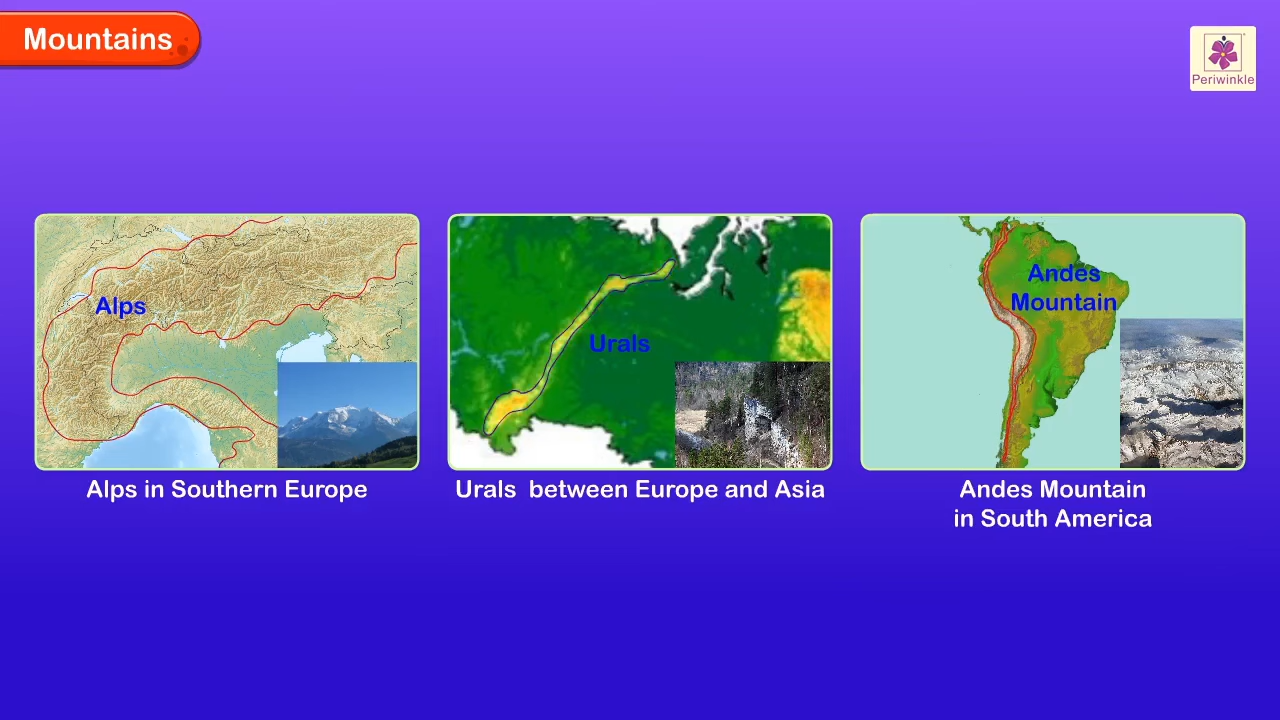 Mountains
Periwinkle
Alps
Urals
Andes
Mountain
Alps in Southern Europe
Urals between Europe and Asia
Andes Mountain
in South America